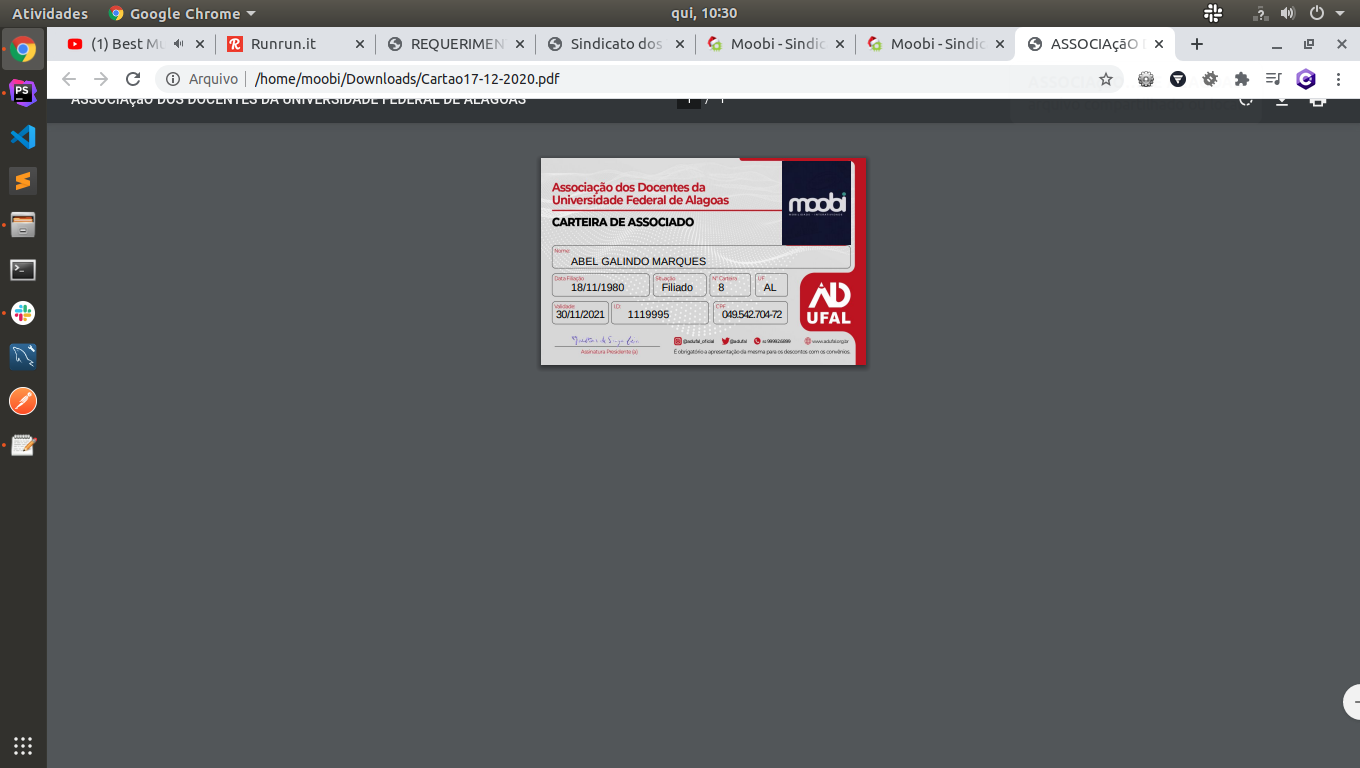 Atividades
Google Chrome
qui, 10:30
(1) Best Mu
Runrun.it
REQUERIMEN
Sindicato dos
Moobi - Sindic
Moobi - Sindic
ASSOCIAçãO
Arquivo
/home/moobi/Downloads/Cartao17-12-2020.pdf
ASSOCIAçãO DOS DOCENTES DA UNIVERSIDADE FEDERAL DE ALAGOAS
1 / 1
Associação dos Docentes da
Universidade Federal de Alagoas
CARTEIRA DE ASSOCIADO
moobi
Nome
ABEL GALINDO MARQUES
Data Filiação
18/11/1980
Situação
Filiado
Nº Carteira
8
UF
AL
Validade
30/11/2021
ID
1119995
CPF
049.542.704-72
AD
UFAL
@adufal_oficial
@adufal
www.adufal.org.br
Assinatura Presidente (a)
É obrigatório a apresentação da mesma para os descontos com os convênios.